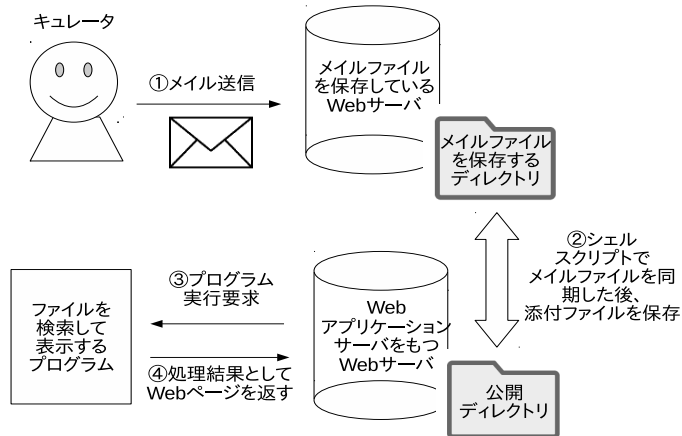 キュレータ
①メイル送信
メイルファイル
を保存している
Webサーバ
メイルファイル
を保存する
ディレクトリ
②シェル
スクリプトで
メイルファイルを同
期した後、
添付ファイルを保存
③プログラム
実行要求
ファイルを
検索して
表示する
プログラム
④処理結果として
Webページを返す
Web
アプリケーション
サーバをもつ
Webサーバ
公開
ディレクトリ